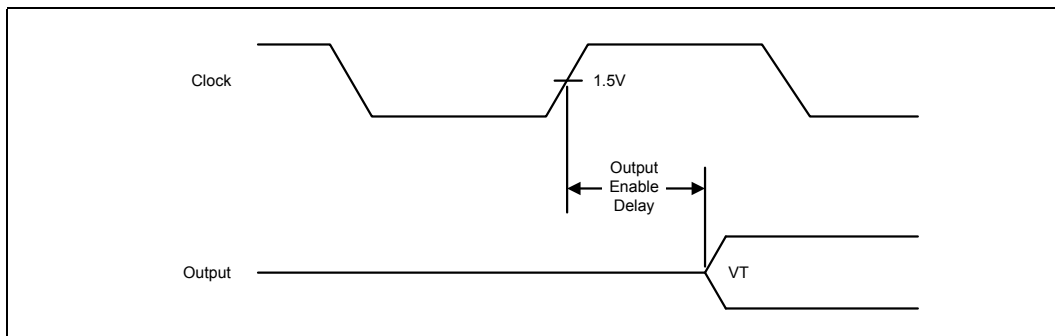 Clock
1.5V
Output
Enable
Delay
Output
VT